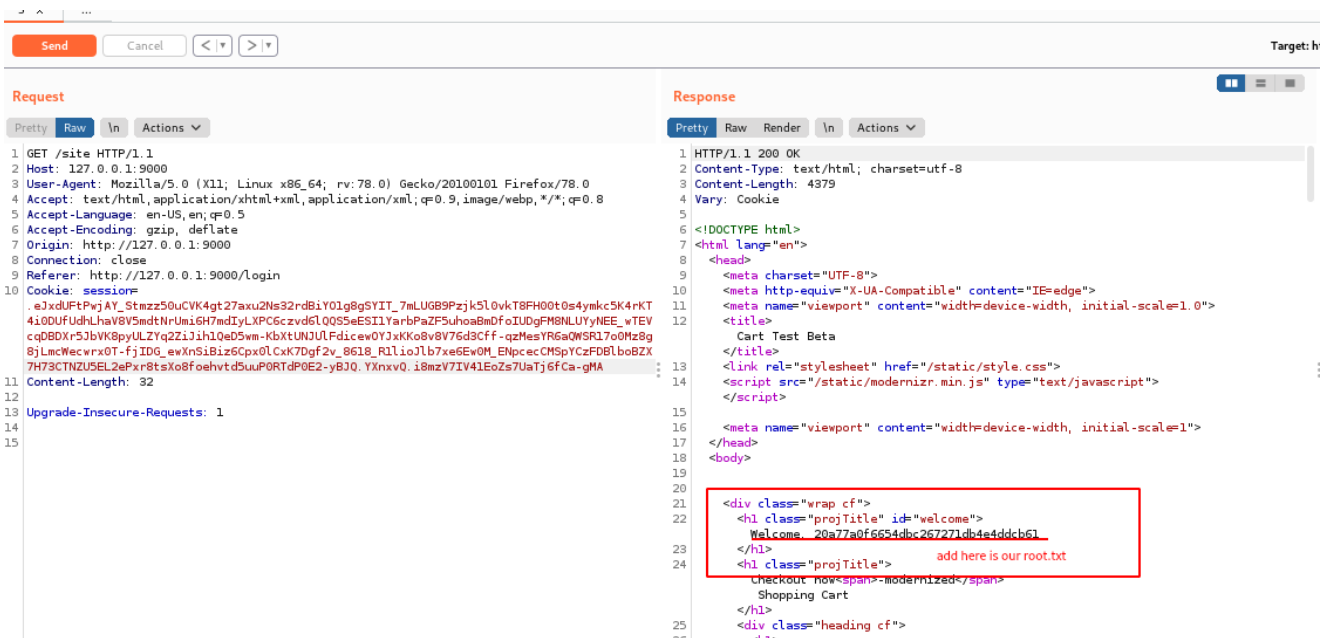 Send
Cancel
Target: h
Request
Pretty Raw \n Actions
1 GET /site HTTP/1.1
2 Host: 127.0.0.1:9000
3 User-Agent: Mozilla/5.0 (X11; Linux x86_64; rv:78.0) Gecko/20100101 Firefox/78.0
4 Accept: text/html,application/xhtml+xml,application/xml;q=0.9,image/webp,*/*;q=0.8
5 Accept-Language: en-US,en;q=0.5
6 Accept-Encoding: gzip, deflate
7 Origin: http://127.0.0.1:9000
8 Connection: close
9 Referer: http://127.0.0.1:9000/login
10 Cookie: session=
11 Content-Length: 32
12
13 Upgrade-Insecure-Requests: 1
14
15
Response
Pretty Raw Render \n Actions
1 HTTP/1.1 200 OK
2 Content-Type: text/html; charset=utf-8
3 Content-Length: 4379
4 Vary: Cookie
5
6 <!DOCTYPE html>
7 <html lang="en">
8 <head>
9 <meta charset="UTF-8">
10 <meta http-equiv="X-UA-Compatible" content="IE=edge">
11 <meta name="viewport" content="width=device-width, initial-scale=1.0">
12 <title>
Cart Test Beta
</title>
13 <link rel="stylesheet" href="/static/style.css">
14 <script src="/static/modernizr.min.js" type="text/javascript">
</script>
15
16 <meta name="viewport" content="width=device-width, initial-scale=1">
17 </head>
18 <body>
19
20
21 <div class="wrap cf">
22 <h1 class="projTitle" id="welcome">
Welcome, 20a77a0f6654dbc267271db4e4ddcb61
23 </h1>
add here is our root.txt
24 <h1 class="projTitle">
Checkout now<span>-modernized</span>
Shopping Cart
</h1>
25 <div class="heading cf">